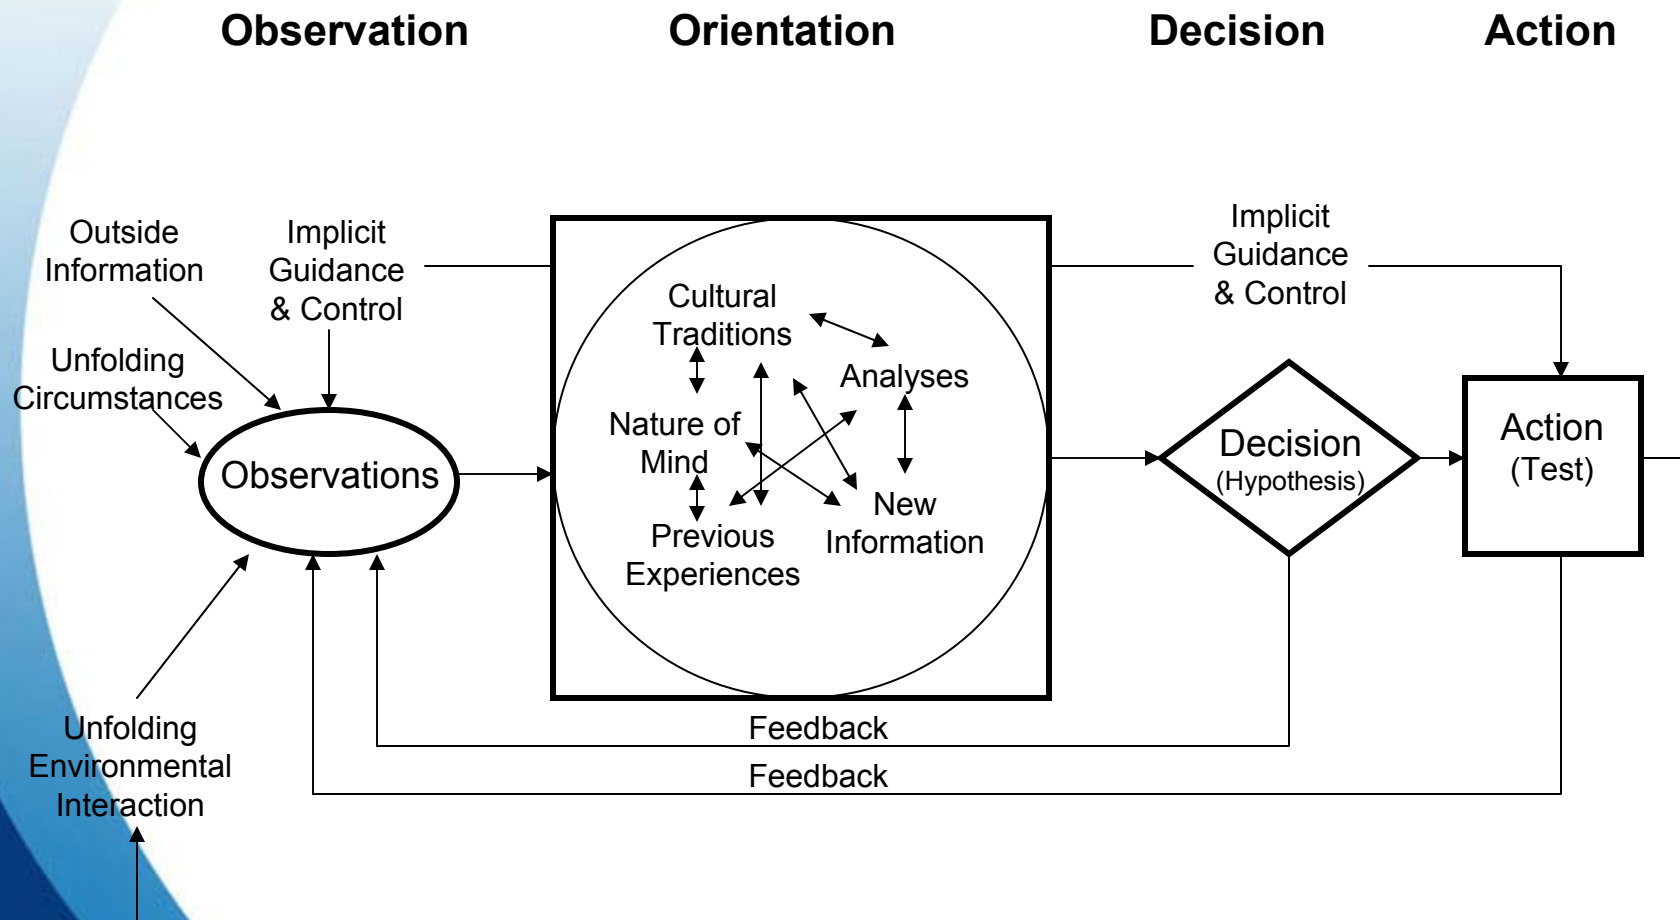 Observation
Orientation
Decision
Action
Outside
Information
Implicit
Guidance
& Control
Unfolding
Circumstances
Observations
Cultural
Traditions
Analyses
Nature of
Mind
New
Information
Previous
Experiences
Implicit
Guidance
& Control
Decision
(Hypothesis)
Action
(Test)
Unfolding
Environmental
Interaction
Feedback
Feedback